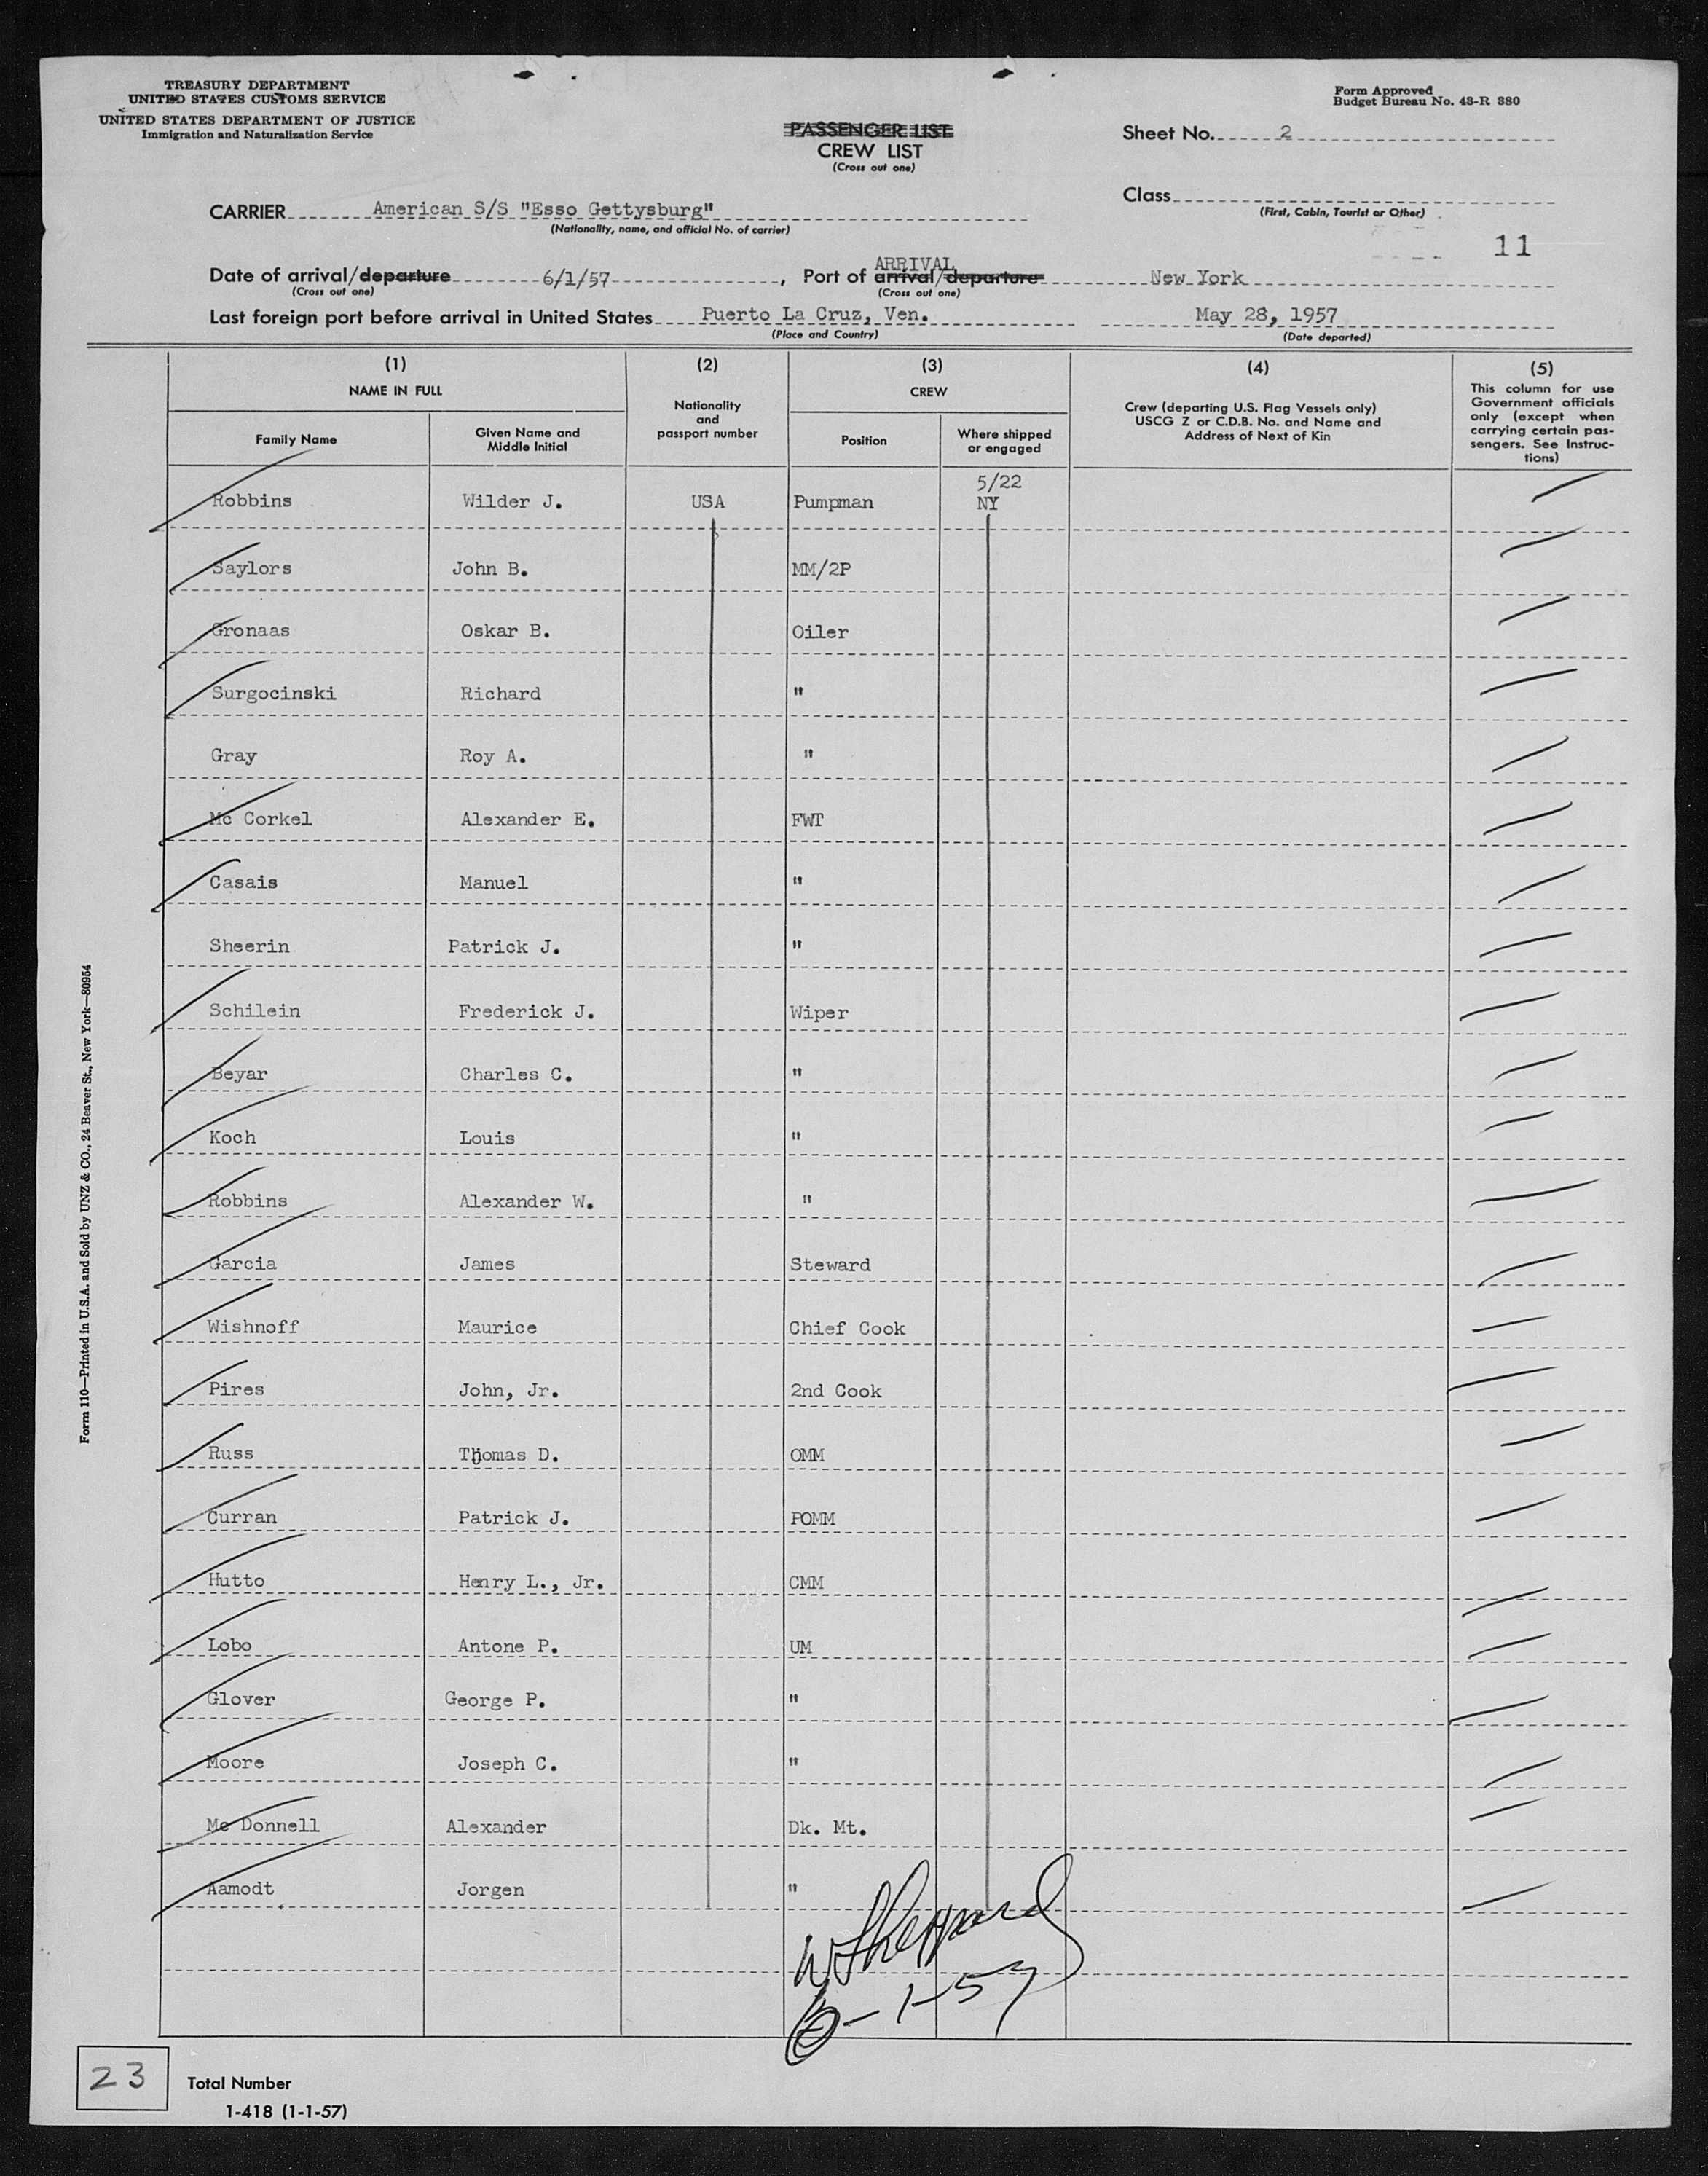 TREASURY DEPARTMENT
UNITED STATES CUSTOMS SERVICE
UNITED STATES DEPARTMENT OF JUSTICE
Immigration and Naturalization Service
Form Approved
Budget Bureau No. 43-R 380
PASSENGER LIST
CREW LIST
(Cross out one)
Sheet No. 2
Class
(First, Cabin, Tourist or Other)
CARRIER American S/S "Esso Gettysburg"
(Nationality, name, and official No. of carrier)
11
ARRIVAL
Date of arrival/departure 6/1/57, Port of arrival/departure New York
(Cross out one) (Cross out one)
Last foreign port before arrival in United States Puerto La Cruz, Ven. May 28, 1957
(Place and Country) (Date departed)
(1) (2) (3) (4) (5)
NAME IN FULL
Family Name
Given Name and Middle Initial
Nationality and passport number
CREW
Position
Where shipped or engaged
Crew (departing U.S. Flag Vessels only)
USCG Z or C.D.B. No. and Name and
Address of Next of Kin
This column for use
Government officials
only (except when
carrying certain pas-
sengers. See Instruc-
tions)
5/22
Robbins Wilder J. USA Pumpman NY
Saylors John B. MM/2P
Gronaas Oskar B. Oiler
Surgocinski Richard "
Gray Roy A. "
Mc Corkel Alexander E. FWT
Casais Manuel "
Sheerin Patrick J. "
Schilein Frederick J. Wiper
Beyar Charles C. "
Koch Louis "
Robbins Alexander W. "
Garcia James Steward
Wishnoff Maurice Chief Cook
Pires John, Jr. 2nd Cook
Russ Thomas D. OMM
Curran Patrick J. POMM
Hutto Henry L., Jr. CMM
Lobo Antone P. UM
Glover George P. "
Moore Joseph C. "
Mc Donnell Alexander Dk. Mt.
Aamodt Jorgen "
W Sheppard
6-1-57
23
Total Number
1-418 (1-1-57)
Form 110—Printed in U.S.A. and Sold by UNZ & CO., 24 Beaver St., New York—80954